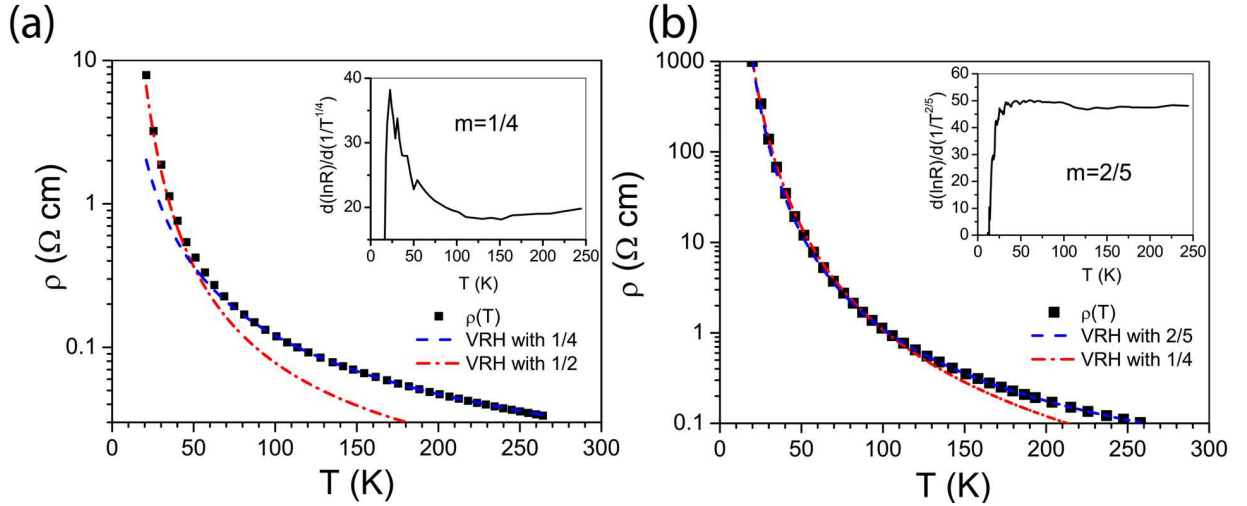 (a)
10
1
0.1
ρ (Ω cm)
0 50 100 150 200 250 300
T (K)
40
30
20
d(lnR)/d(1/T^1/4)
m=1/4
0 50 100 150 200 250
T (K)
ρ(T)
VRH with 1/4
VRH with 1/2
(b)
1000
100
10
1
0.1
ρ (Ω cm)
0 50 100 150 200 250 300
T (K)
60
50
40
30
20
10
0
d(lnR)/d(1/T^2/5)
m=2/5
0 50 100 150 200 250
T (K)
ρ(T)
VRH with 2/5
VRH with 1/4